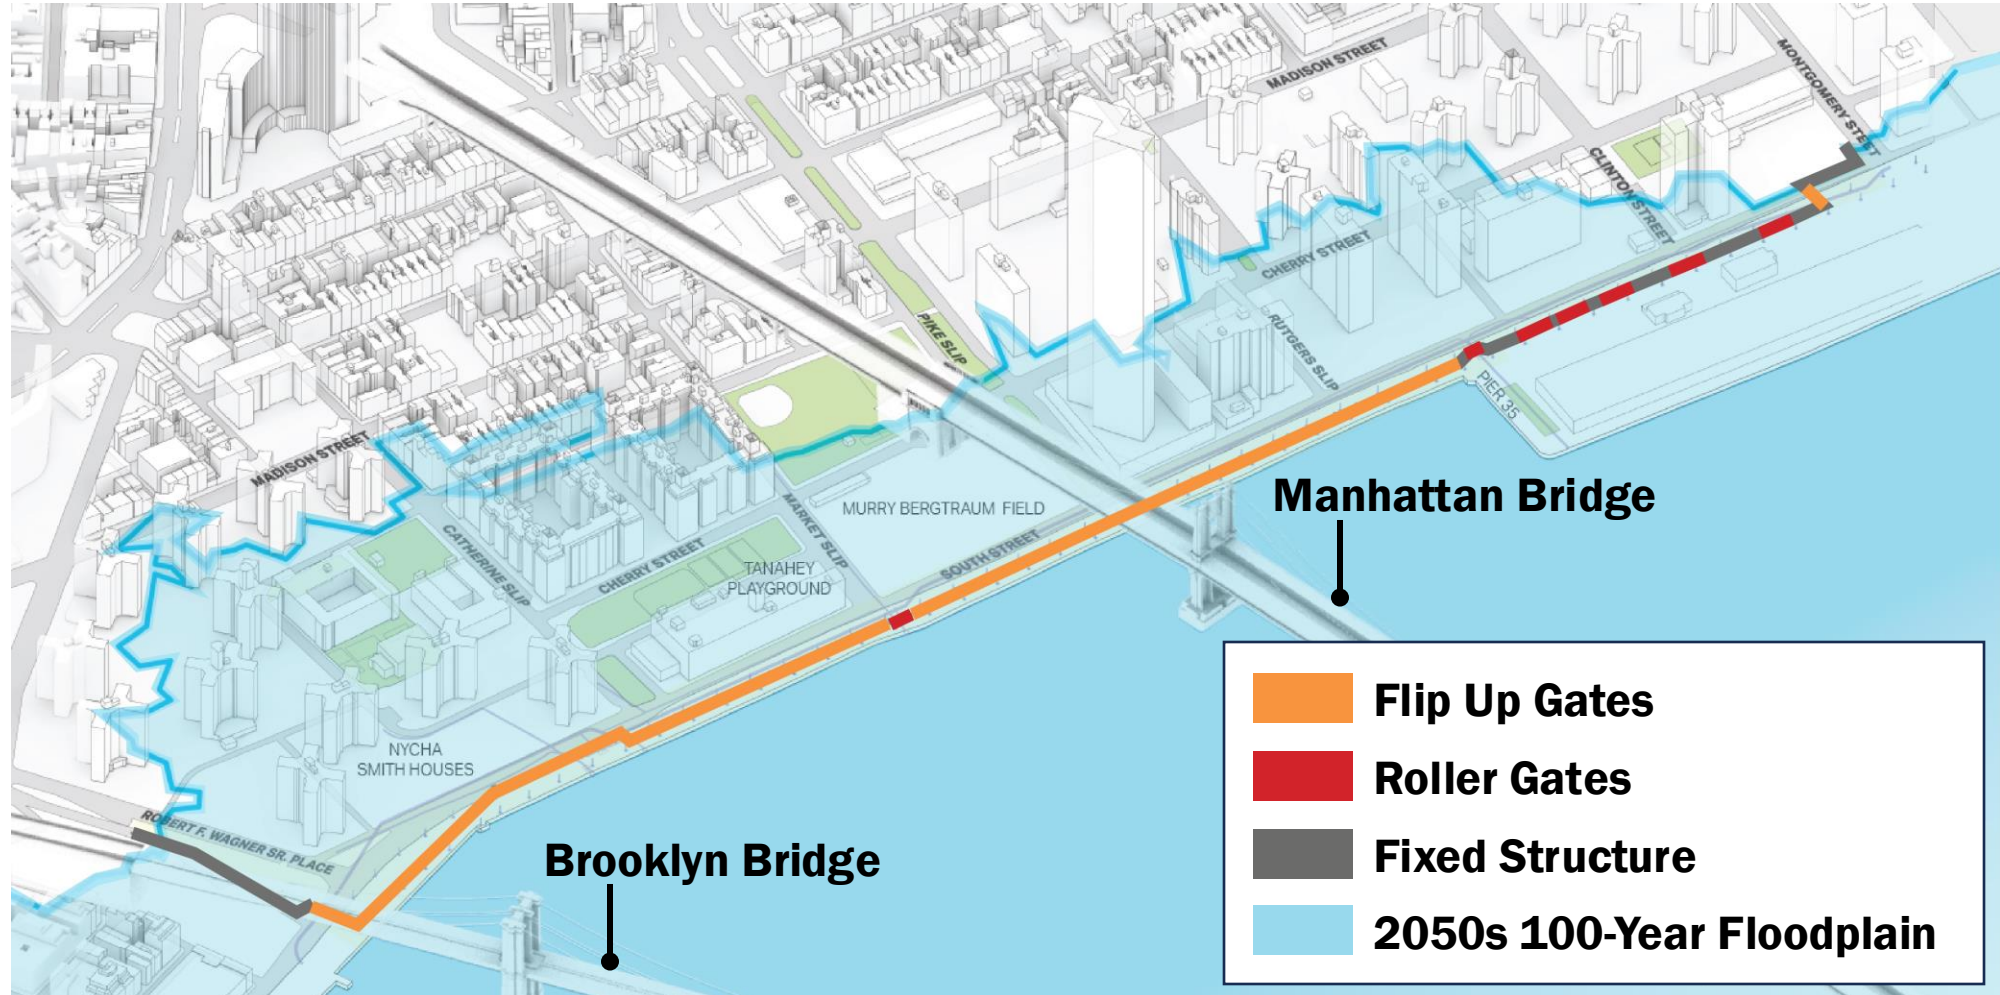 MADISON STREET
MONTGOMERY STEET
CLINTON STREET
CHERRY STREET
PIKE SLIP
RUTGERS SLIP
PIER 35
MADISON STREET
Manhattan Bridge
MURRY BERGTRAUM FIELD
MARKET SLIP
CATHERINE SLIP
CHERRY STREET
SOUTH STREET
TANAHEY
PLAYGROUND
NYCHA
SMITH HOUSES
ROBERT F. WAGNER SR. PLACE
Brooklyn Bridge
Flip Up Gates
Roller Gates
Fixed Structure
2050s 100-Year Floodplain